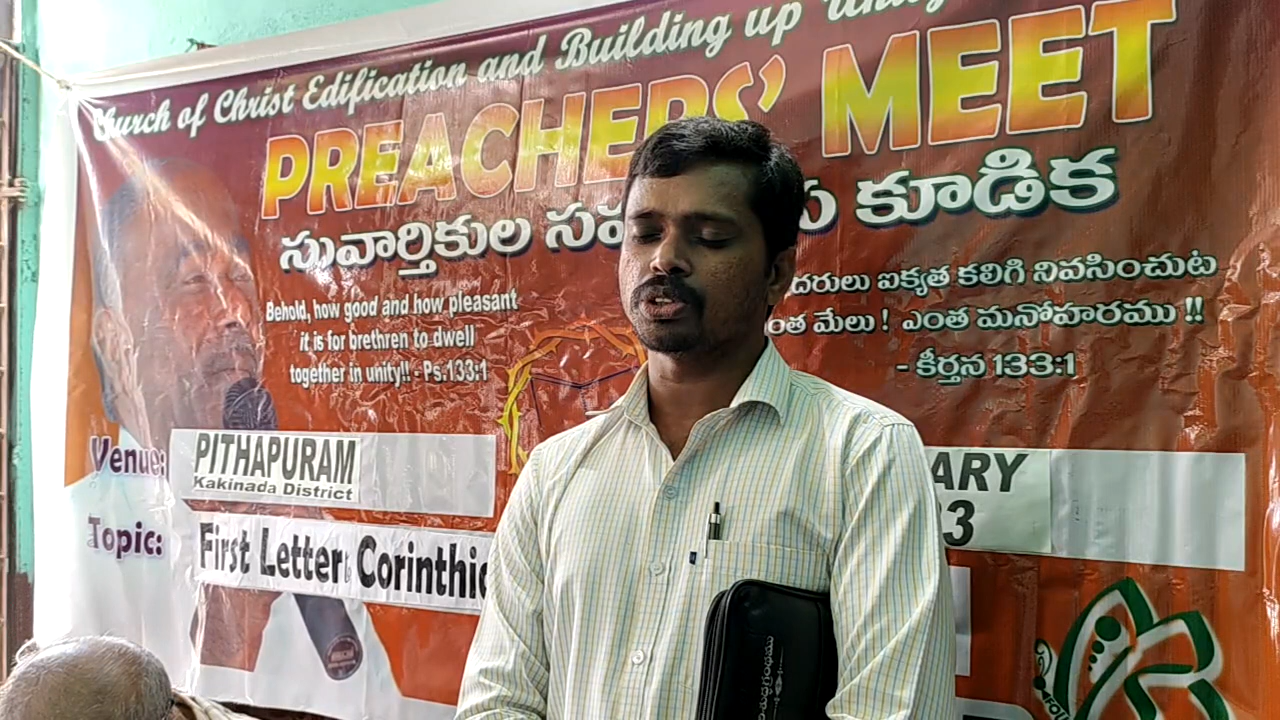 Church of Christ Edification and Building up Unity
PREACHERS' MEET
సువార్తికుల కూడిక
Behold, how good and how pleasant
it is for brethren to dwell
together in unity!! - Ps.133:1
ఐక్యత కలిగి నివసించుట
మేలు ! ఎంత మనోహరము !!
- కీర్తన 133:1
Venue: PITHAPURAM
Kakinada District
ARY
3
Topic: First Letter: Corinthia